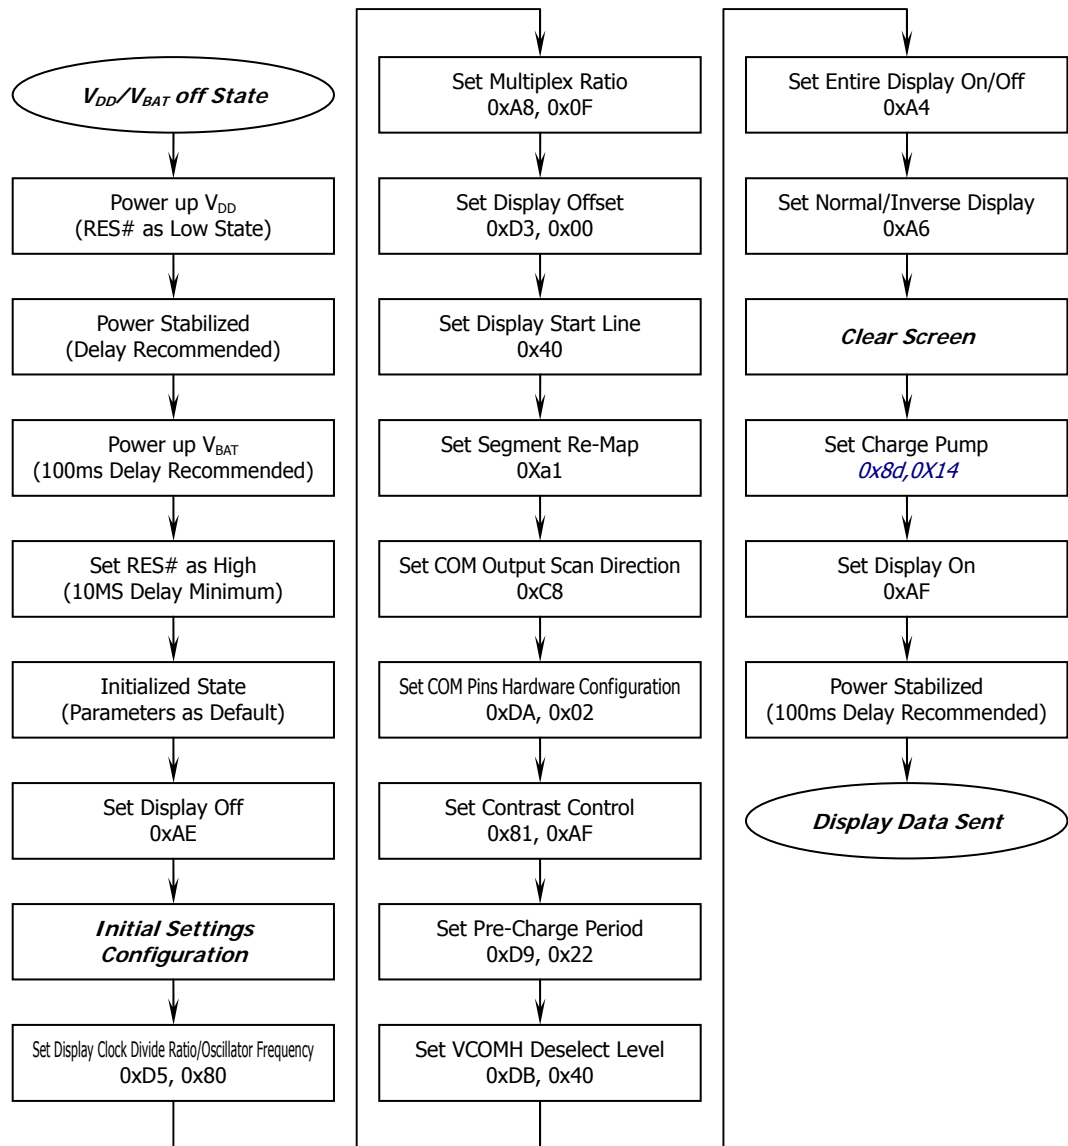 V_DD/V_BAT off State
Power up V_DD
(RES# as Low State)
Power Stabilized
(Delay Recommended)
Power up V_BAT
(100ms Delay Recommended)
Set RES# as High
(10MS Delay Minimum)
Initialized State
(Parameters as Default)
Set Display Off
0xAE
Initial Settings
Configuration
Set Display Clock Divide Ratio/Oscillator Frequency
0xD5, 0x80
Set Multiplex Ratio
0xA8, 0x0F
Set Display Offset
0xD3, 0x00
Set Display Start Line
0x40
Set Segment Re-Map
0Xa1
Set COM Output Scan Direction
0xC8
Set COM Pins Hardware Configuration
0xDA, 0x02
Set Contrast Control
0x81, 0xAF
Set Pre-Charge Period
0xD9, 0x22
Set VCOMH Deselect Level
0xDB, 0x40
Set Entire Display On/Off
0xA4
Set Normal/Inverse Display
0xA6
Clear Screen
Set Charge Pump
0x8d,0X14
Set Display On
0xAF
Power Stabilized
(100ms Delay Recommended)
Display Data Sent